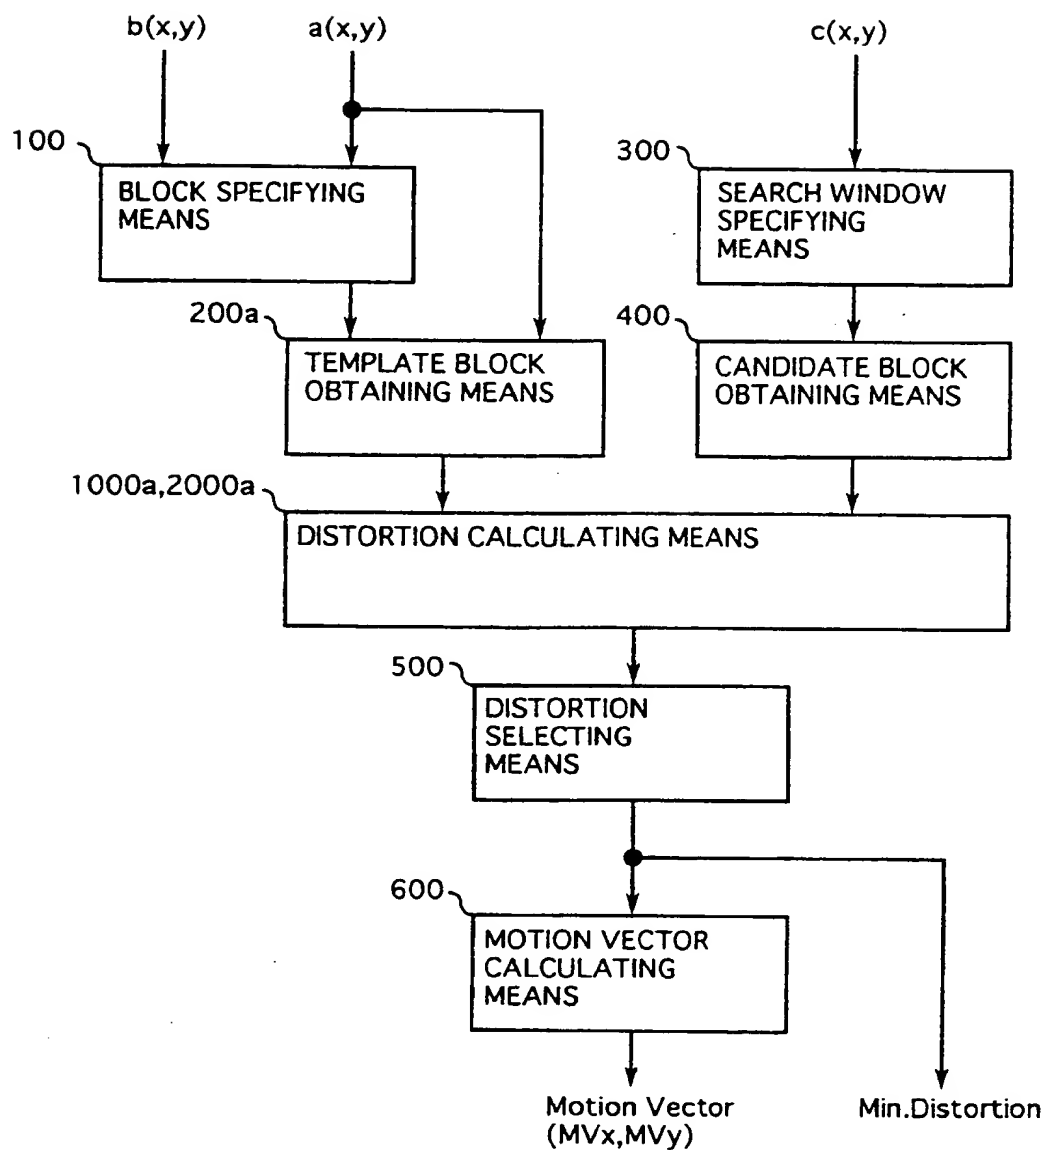 b(x,y)
a(x,y)
c(x,y)
100
BLOCK SPECIFYING
MEANS
300
SEARCH WINDOW
SPECIFYING
MEANS
200a
TEMPLATE BLOCK
OBTAINING MEANS
400
CANDIDATE BLOCK
OBTAINING MEANS
1000a,2000a
DISTORTION CALCULATING MEANS
500
DISTORTION
SELECTING
MEANS
600
MOTION VECTOR
CALCULATING
MEANS
Motion Vector
(MVx,MVy)
Min.Distortion